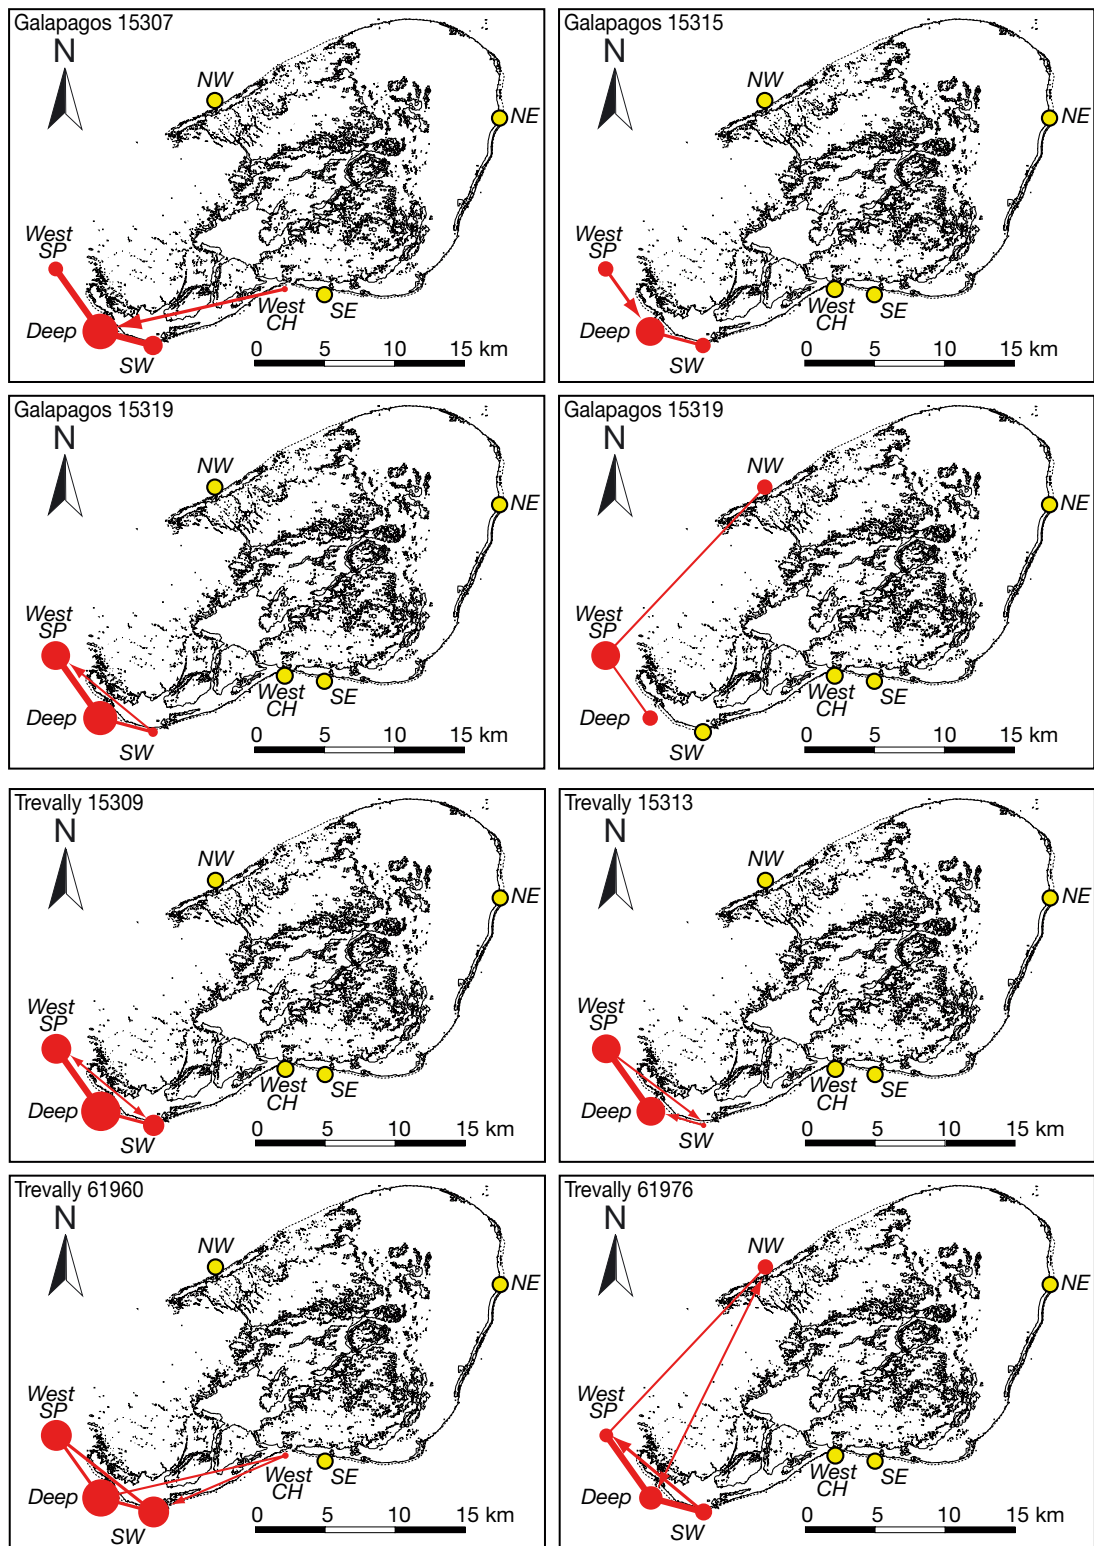 Galapagos 15307
N
NW
NE
West
SP
Deep
SW
West
CH
SE
0 5 10 15 km
Galapagos 15315
N
NW
NE
West
SP
Deep
SW
West
CH
SE
0 5 10 15 km
Galapagos 15319
N
NW
NE
West
SP
Deep
SW
West
CH
SE
0 5 10 15 km
Galapagos 15319
N
NW
NE
West
SP
Deep
SW
West
CH
SE
0 5 10 15 km
Trevally 15309
N
NW
NE
West
SP
Deep
SW
West
CH
SE
0 5 10 15 km
Trevally 15313
N
NW
NE
West
SP
Deep
SW
West
CH
SE
0 5 10 15 km
Trevally 61960
N
NW
NE
West
SP
Deep
SW
West
CH
SE
0 5 10 15 km
Trevally 61976
N
NW
NE
West
SP
Deep
SW
West
CH
SE
0 5 10 15 km